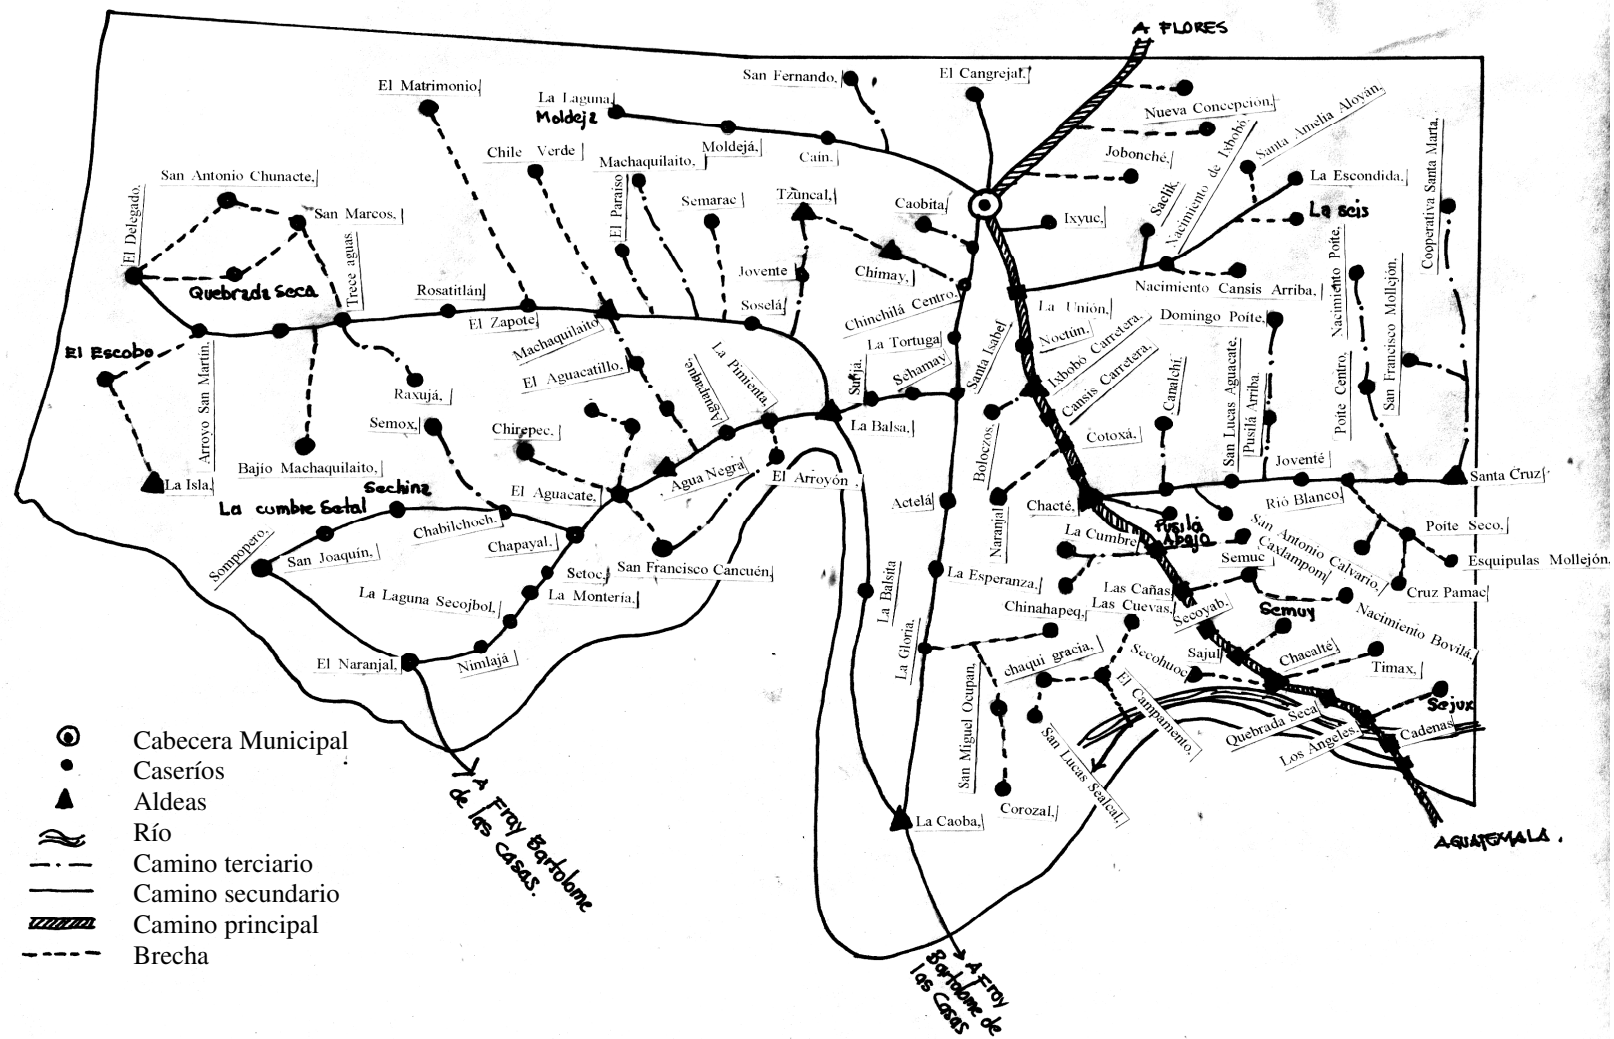 A FLORES
San Fernando,
El Cangrejal,
El Matrimonio,
La Laguna,
Moldeja
Nueva Concepción,
Santa Amelia Aloyán,
Moldejá,
Cain.
Jobonché,
Nacimiento de Ixbobó
Chile Verde
Machaquilaito,
La Escondida,
Cooperativa Santa Marta,
San Antonio Chunacte,
El Delegado,
San Marcos,
El Paraíso
Semarac
Tzuncal,
Caobita,
Ixyuc,
Saclik,
La Scis
Trece aguas.
Quebrada Seca
Jovente
Chimay,
Nacimiento Cansis Arriba,
Nacimiento Poite,
San Francisco Mollejón.
Rosatitlán
El Zapote,
Machaquilaito
Soselá
Chinchilá Centro,
La Unión,
Domingo Poite,
El Escobo
Arroyo San Martín.
El Aguacatillo,
La Pimienta,
La Tortuga
Santa Isabel
Noctún.
Ixbobó Carretera.
Cansis Carretera.
Raxujá,
Aguapaque,
Surjá,
Schamay
Canalchí,
San Lucas Aguacate.
Pusilá Arriba.
Poite Centro,
Semox,
Chirepec.
La Balsa,
Boloczos,
Cotoxá,
Bajío Machaquilaito,
La Isla,
Agua Negra
El Arroyón
Joventé
Santa Cruz
Sechina
La cumbre Setal
El Aguacate,
Actelá
Naranjal
Chacté,
Rió Blanco,
Chabilchoch.
Chapayal.
La Cumbre
Pusilá
Abajo
San Antonio Calvario,
Caxlampom
Poite Seco,
Sompopero.
San Joaquín,
San Francisco Cancuén,
Semuc
Esquipulas Mollejón,
Setoc,
La Balsita
La Esperanza,
Las Cañas
Cruz Pamac
La Laguna Secojbol,
La Montería,
Chinahapeq,
Las Cuevas,
Secoyab.
Semuy
Nacimiento Bovilá,
El Naranjal,
Nimlajá
La Gloria,
chaqui gracia,
Secohuoc
Sajul
Chacalté
Timax,
San Miguel Ocupan,
El Campamento,
Sejux
Quebrada Seca
Los Angeles.
Cadenas
San Lucas Sealcal,
Corozal,
La Caoba,
A Fray Bartolome
de las casas.
AGUATEMALA.
A Fray
Bartolome de
las Casas
Cabecera Municipal
Caseríos
Aldeas
Río
Camino terciario
Camino secundario
Camino principal
Brecha